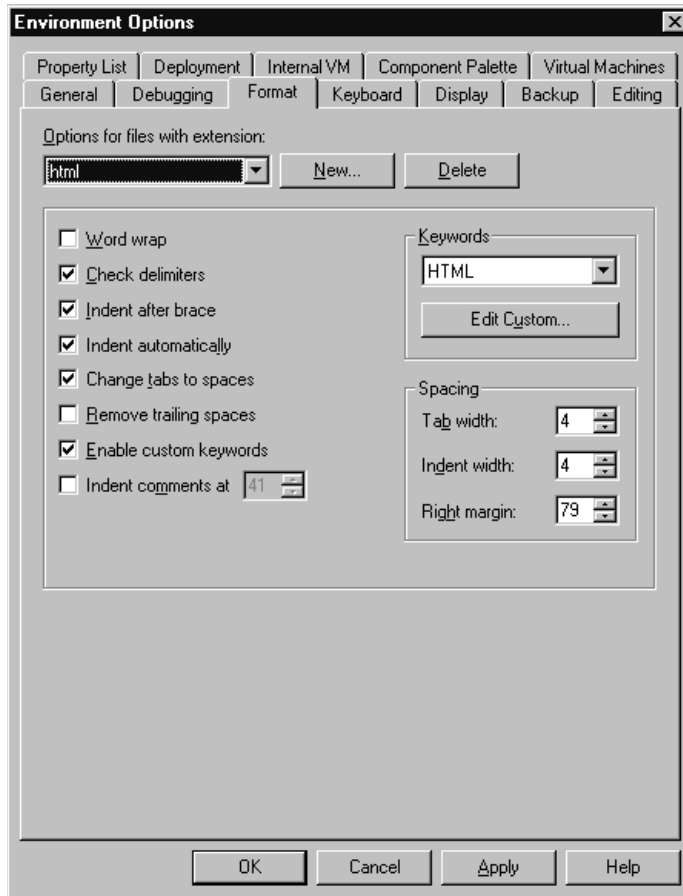 Environment Options
Property List Deployment Internal VM Component Palette Virtual Machines
General Debugging Format Keyboard Display Backup Editing
Options for files with extension:
html New... Delete
Word wrap
Check delimiters
Indent after brace
Indent automatically
Change tabs to spaces
Remove trailing spaces
Enable custom keywords
Indent comments at 41
Keywords
HTML
Edit Custom...
Spacing
Tab width: 4
Indent width: 4
Right margin: 79
OK Cancel Apply Help